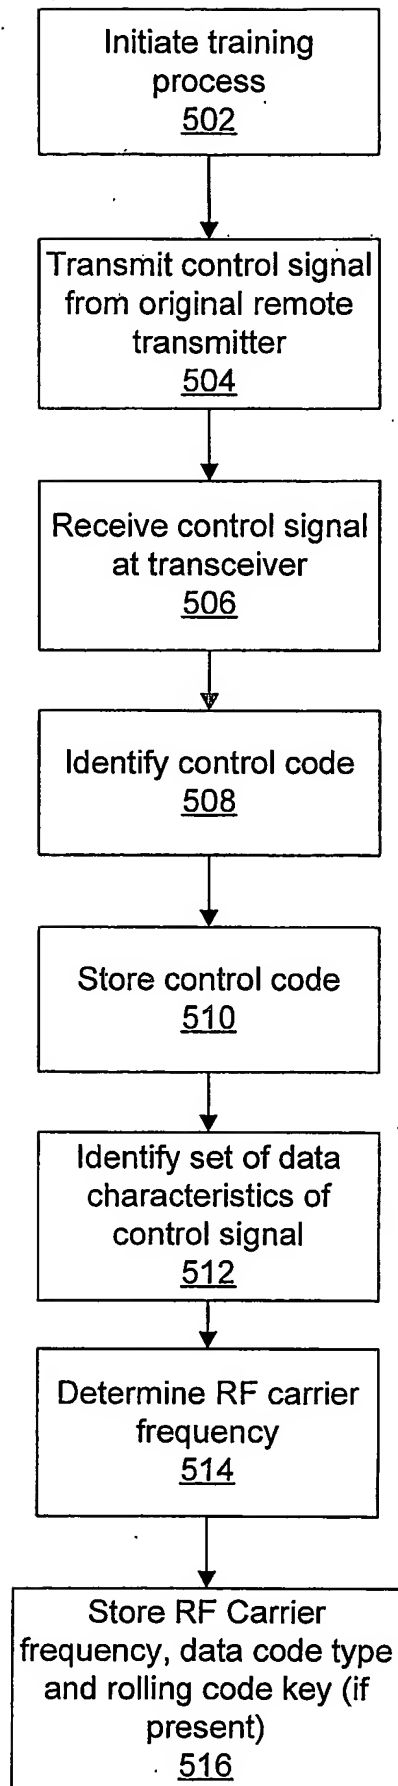 Initiate training
process
502
Transmit control signal
from original remote
transmitter
504
Receive control signal
at transceiver
506
Identify control code
508
Store control code
510
Identify set of data
characteristics of
control signal
512
Determine RF carrier
frequency
514
Store RF Carrier
frequency, data code type
and rolling code key (if
present)
516